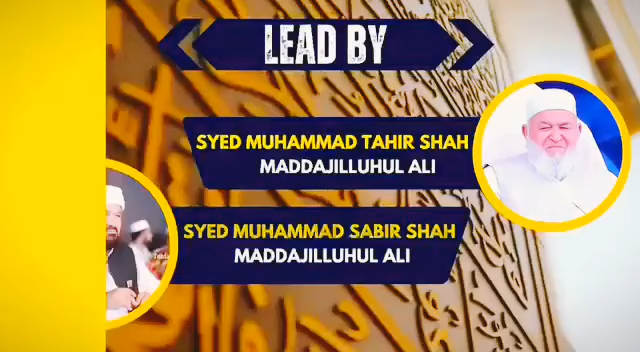 LEAD BY
SYED MUHAMMAD TAHIR SHAH
MADDAJILLUHUL ALI
SYED MUHAMMAD SABIR SHAH
MADDAJILLUHUL ALI